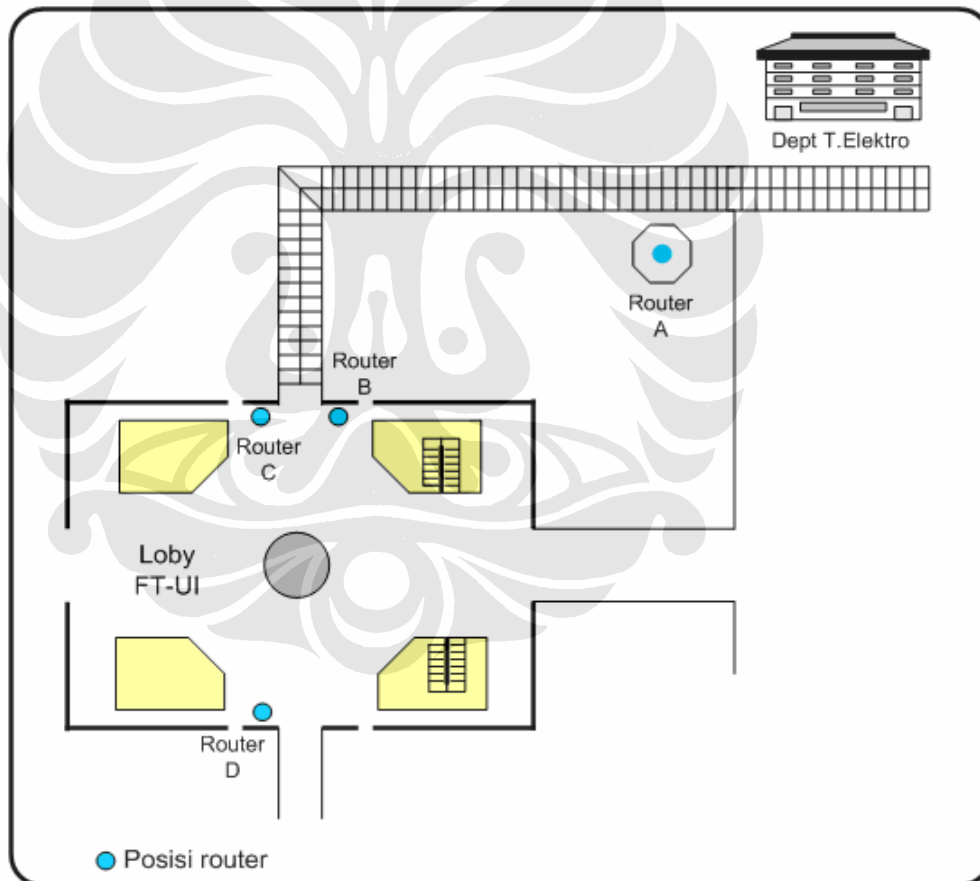 Dept T.Elektro
Router
A
Router
B
Router
C
Loby
FT-UI
Router
D
Posisi router